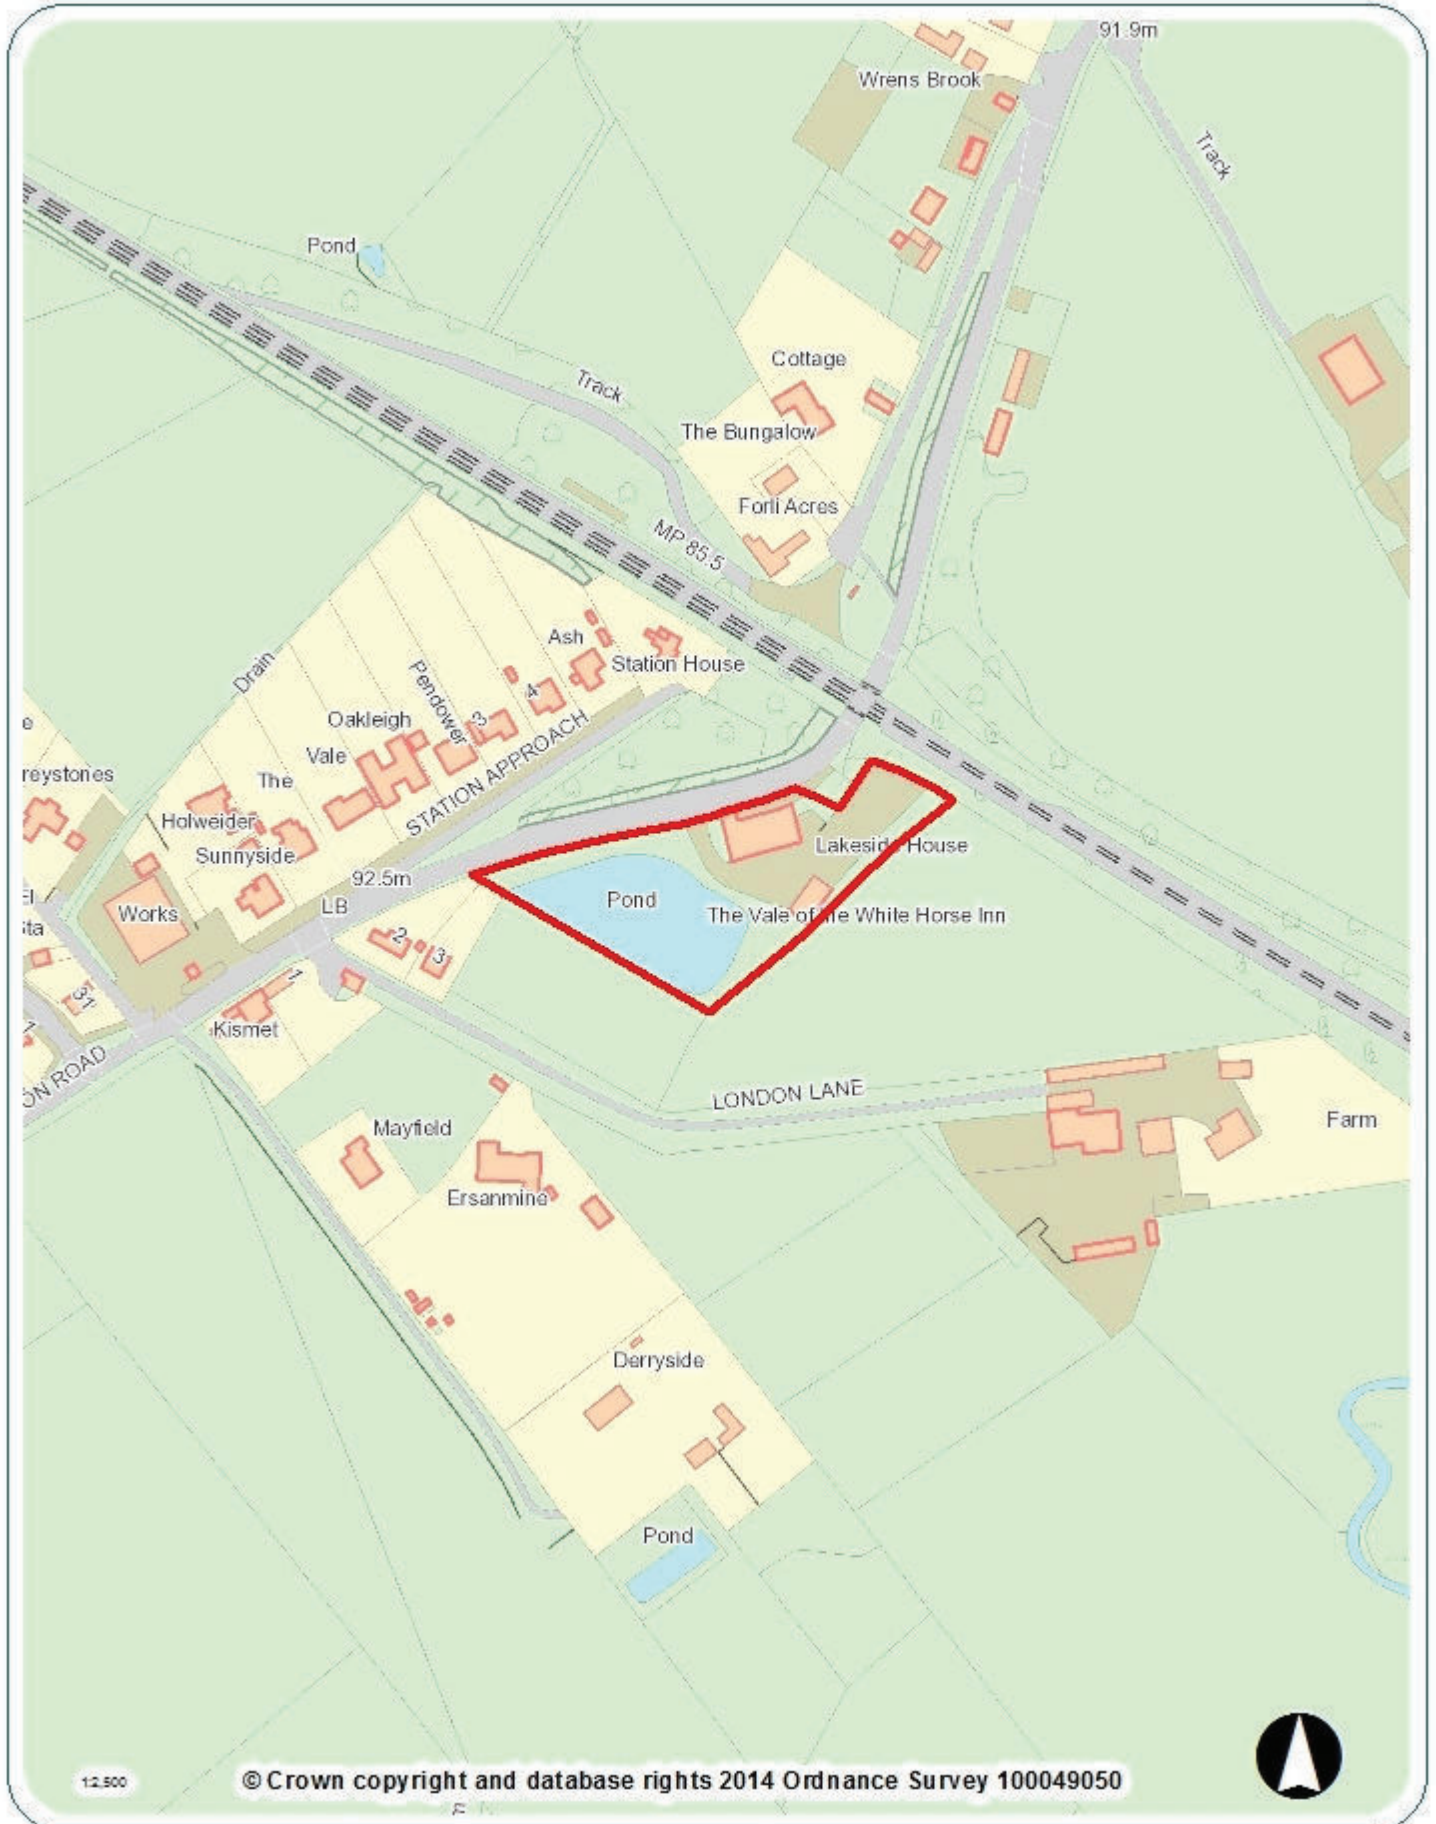 91.9m
Wrens Brook
Track
Pond
Cottage
Track
The Bungalow
Forli Acres
MP 85.5
Ash
Station House
Drain
Pendower
4
Oakleigh
3
Vale
STATION APPROACH
The
reystones
Holweider
Sunnyside
Lakeside House
92.5m
Pond
LB
Works
The Vale of the White Horse Inn
El
Sta
2
3
1
31
Kismet
1
ON ROAD
LONDON LANE
Mayfield
Farm
Ersanmine
Derryside
Pond
1:2,500
© Crown copyright and database rights 2014 Ordnance Survey 100049050